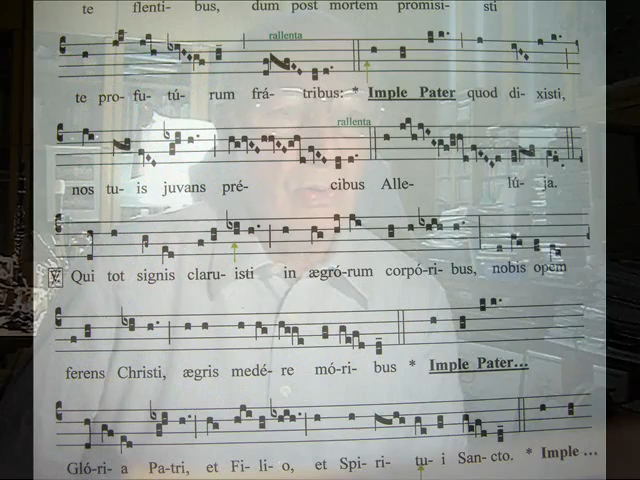 te flenti- bus, dum post mortem promisi- sti
rallenta
te pro- fu- tú- rum frá- tribus: * Imple Pater quod di- xisti,
rallenta
nos tu- is juvans pré- cibus Alle- lú- ja.
℣ Qui tot signis claru- isti in ægró-rum corpó-ri- bus, nobis opem
ferens Christi, ægris medé- re mó-ri- bus * Imple Pater...
Gló-ri- a Pa-tri, et Fi- li- o, et Spi- ri- tu- i San- cto. * Imple ...